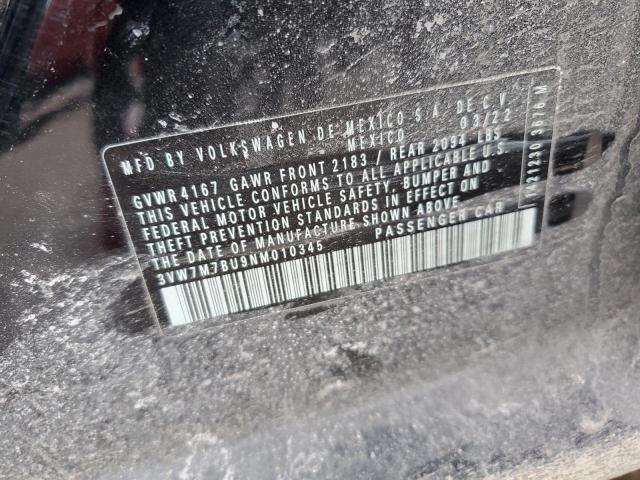 MFD BY VOLKSWAGEN DE MEXICO S.A. DE C.V.
MEXICO 03/22
GVWR4167 GAWR FRONT 2183 / REAR 2094 LBS
THIS VEHICLE CONFORMS TO ALL APPLICABLE U.S.
FEDERAL MOTOR VEHICLE SAFETY, BUMPER AND
THEFT PREVENTION STANDARDS IN EFFECT ON
THE DATE OF MANUFACTURE SHOWN ABOVE
3VW7M7BU9NM010345 PASSENGER CAR
3776 M